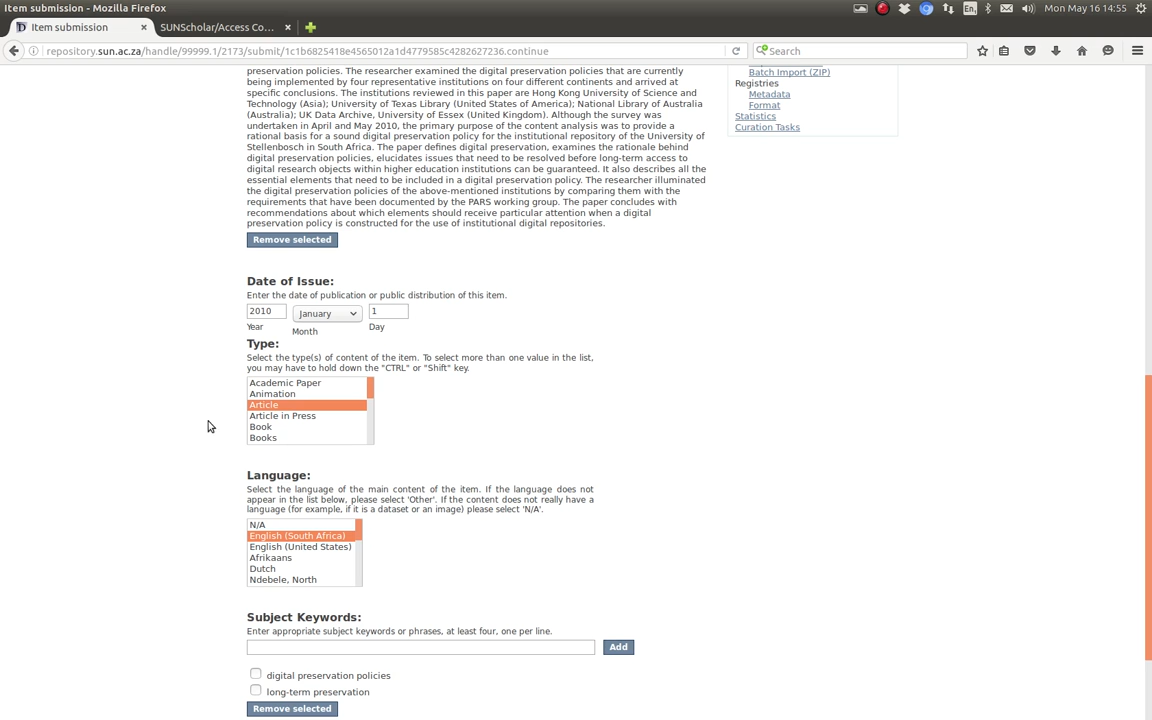 Item submission - Mozilla Firefox
En
Mon May 16 14:55
Item submission
SUNScholar/Access Co...
repository.sun.ac.za/handle/99999.1/2173/submit/1c1b6825418e4565012a1d4779585c4282627236.continue
Search
preservation policies. The researcher examined the digital preservation policies that are currently
being implemented by four representative institutions on four different continents and arrived at
specific conclusions. The institutions reviewed in this paper are Hong Kong University of Science and
Technology (Asia); University of Texas Library (United States of America); National Library of Australia
(Australia); UK Data Archive, University of Essex (United Kingdom). Although the survey was
undertaken in April and May 2010, the primary purpose of the content analysis was to provide a
rational basis for a sound digital preservation policy for the institutional repository of the University of
Stellenbosch in South Africa. The paper defines digital preservation, examines the rationale behind
digital preservation policies, elucidates issues that need to be resolved before long-term access to
digital research objects within higher education institutions can be guaranteed. It also describes all the
essential elements that need to be included in a digital preservation policy. The researcher illuminated
the digital preservation policies of the above-mentioned institutions by comparing them with the
requirements that have been documented by the PARS working group. The paper concludes with
recommendations about which elements should receive particular attention when a digital
preservation policy is constructed for the use of institutional digital repositories.
Remove selected
Batch Import (ZIP)
Registries
Metadata
Format
Statistics
Curation Tasks
Date of Issue:
Enter the date of publication or public distribution of this item.
2010 January 1
Year Month Day
Type:
Select the type(s) of content of the item. To select more than one value in the list,
you may have to hold down the "CTRL" or "Shift" key.
Academic Paper
Animation
Article
Article in Press
Book
Books
Language:
Select the language of the main content of the item. If the language does not
appear in the list below, please select 'Other'. If the content does not really have a
language (for example, if it is a dataset or an image) please select 'N/A'.
N/A
English (South Africa)
English (United States)
Afrikaans
Dutch
Ndebele, North
Subject Keywords:
Enter appropriate subject keywords or phrases, at least four, one per line.
Add
digital preservation policies
long-term preservation
Remove selected